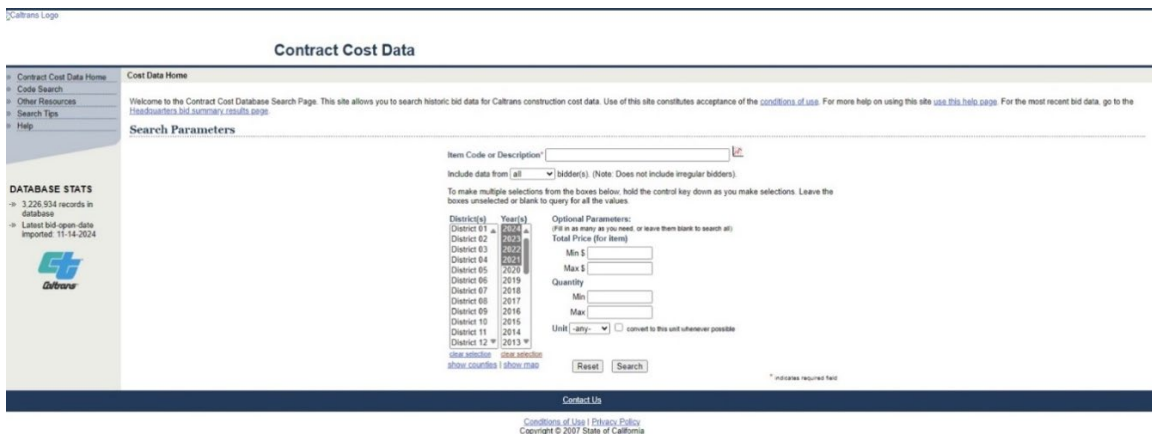 Caltrans Logo
Contract Cost Data
Contract Cost Data Home
Code Search
Other Resources
Search Tips
Help
DATABASE STATS
3,226,934 records in
database
Latest bid-open-date
imported: 11-14-2024
Caltrans
Cost Data Home
Welcome to the Contract Cost Database Search Page. This site allows you to search historic bid data for Caltrans construction cost data. Use of this site constitutes acceptance of the conditions of use. For more help on using this site use this help page. For the most recent bid data, go to the
Headquarters bid summary results page.
Search Parameters
Item Code or Description*
Include data from all bidder(s). (Note: Does not include irregular bidders).
To make multiple selections from the boxes below, hold the control key down as you make selections. Leave the
boxes unselected or blank to query for all the values.
District(s) Year(s)
District 01 2024
District 02 2023
District 03 2022
District 04 2021
District 05 2020
District 06 2019
District 07 2018
District 08 2017
District 09 2016
District 10 2015
District 11 2014
District 12 2013
clear selection clear selection
show counties | show map
Optional Parameters:
(Fill in as many as you need, or leave them blank to search all)
Total Price (for item)
Min $
Max $
Quantity
Min
Max
Unit -any- convert to this unit whenever possible
Reset Search
* indicates required field
Contact Us
Conditions of Use | Privacy Policy
Copyright © 2007 State of California